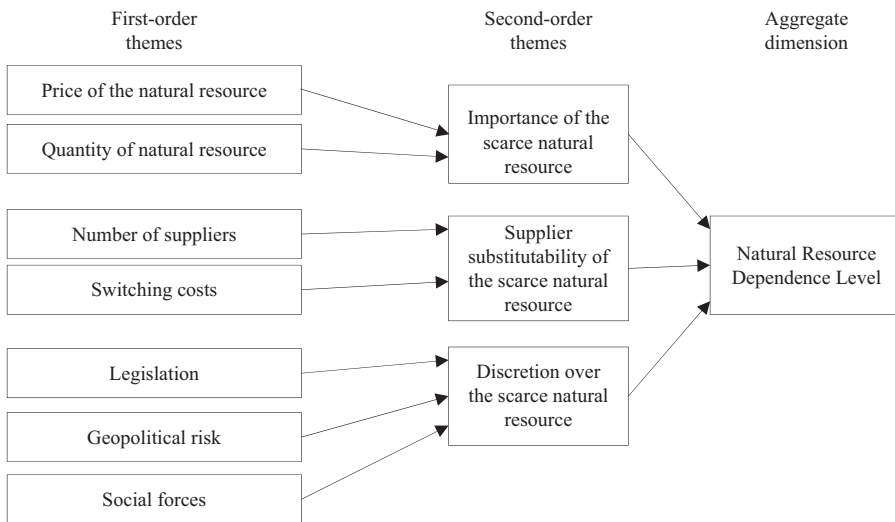 First-order
themes
Second-order
themes
Aggregate
dimension
Price of the natural resource
Quantity of natural resource
Number of suppliers
Switching costs
Legislation
Geopolitical risk
Social forces
Importance of the
scarce natural
resource
Supplier
substitutability of
the scarce natural
resource
Discretion over
the scarce natural
resource
Natural Resource
Dependence Level